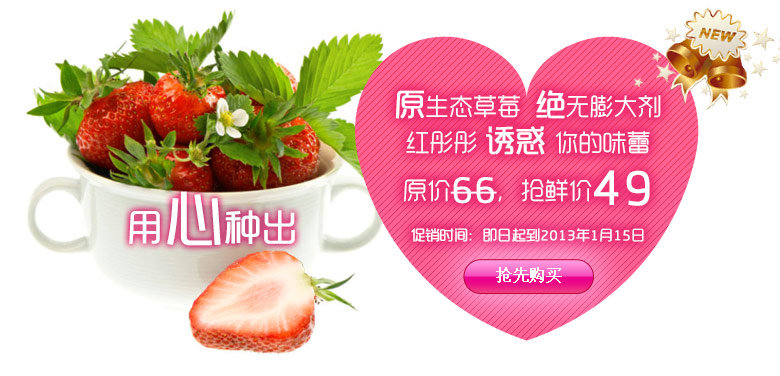 用心种出
NEW
原生态草莓 绝无膨大剂
红彤彤 诱惑 你的味蕾
原价66，抢鲜价49
促销时间：即日起到2013年1月15日
抢先购买